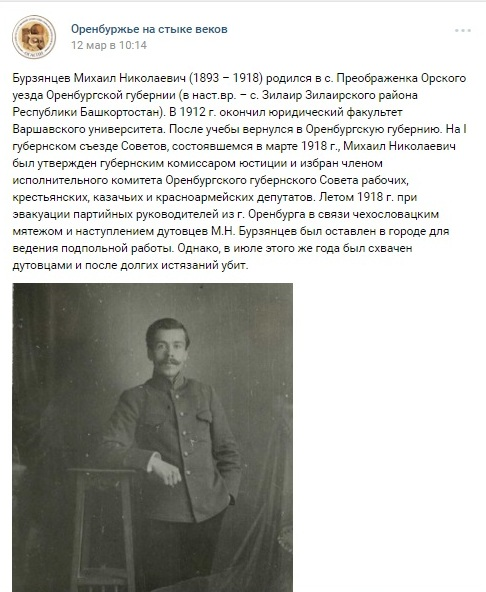 Оренбуржье на стыке веков
12 мар в 10:14
Бурзянцев Михаил Николаевич (1893 – 1918) родился в с. Преображенка Орского
уезда Оренбургской губернии (в наст.вр. – с. Зилаир Зилаирского района
Республики Башкортостан). В 1912 г. окончил юридический факультет
Варшавского университета. После учебы вернулся в Оренбургскую губернию. На I
губернском съезде Советов, состоявшемся в марте 1918 г., Михаил Николаевич
был утвержден губернским комиссаром юстиции и избран членом
исполнительного комитета Оренбургского губернского Совета рабочих,
крестьянских, казачьих и красноармейских депутатов. Летом 1918 г. при
эвакуации партийных руководителей из г. Оренбурга в связи чехословацким
мятежом и наступлением дутовцев М.Н. Бурзянцев был оставлен в городе для
ведения подпольной работы. Однако, в июле этого же года был схвачен
дутовцами и после долгих истязаний убит.